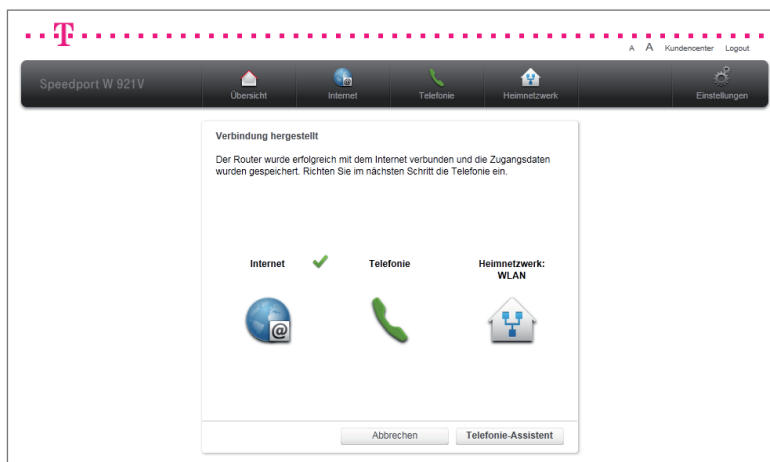 T
A A Kundencenter Logout
Speedport W 921V
Übersicht Internet Telefonie Heimnetzwerk Einstellungen
Verbindung hergestellt
Der Router wurde erfolgreich mit dem Internet verbunden und die Zugangsdaten
wurden gespeichert. Richten Sie im nächsten Schritt die Telefonie ein.
Internet Telefonie Heimnetzwerk:
WLAN
@
Abbrechen Telefonie-Assistent